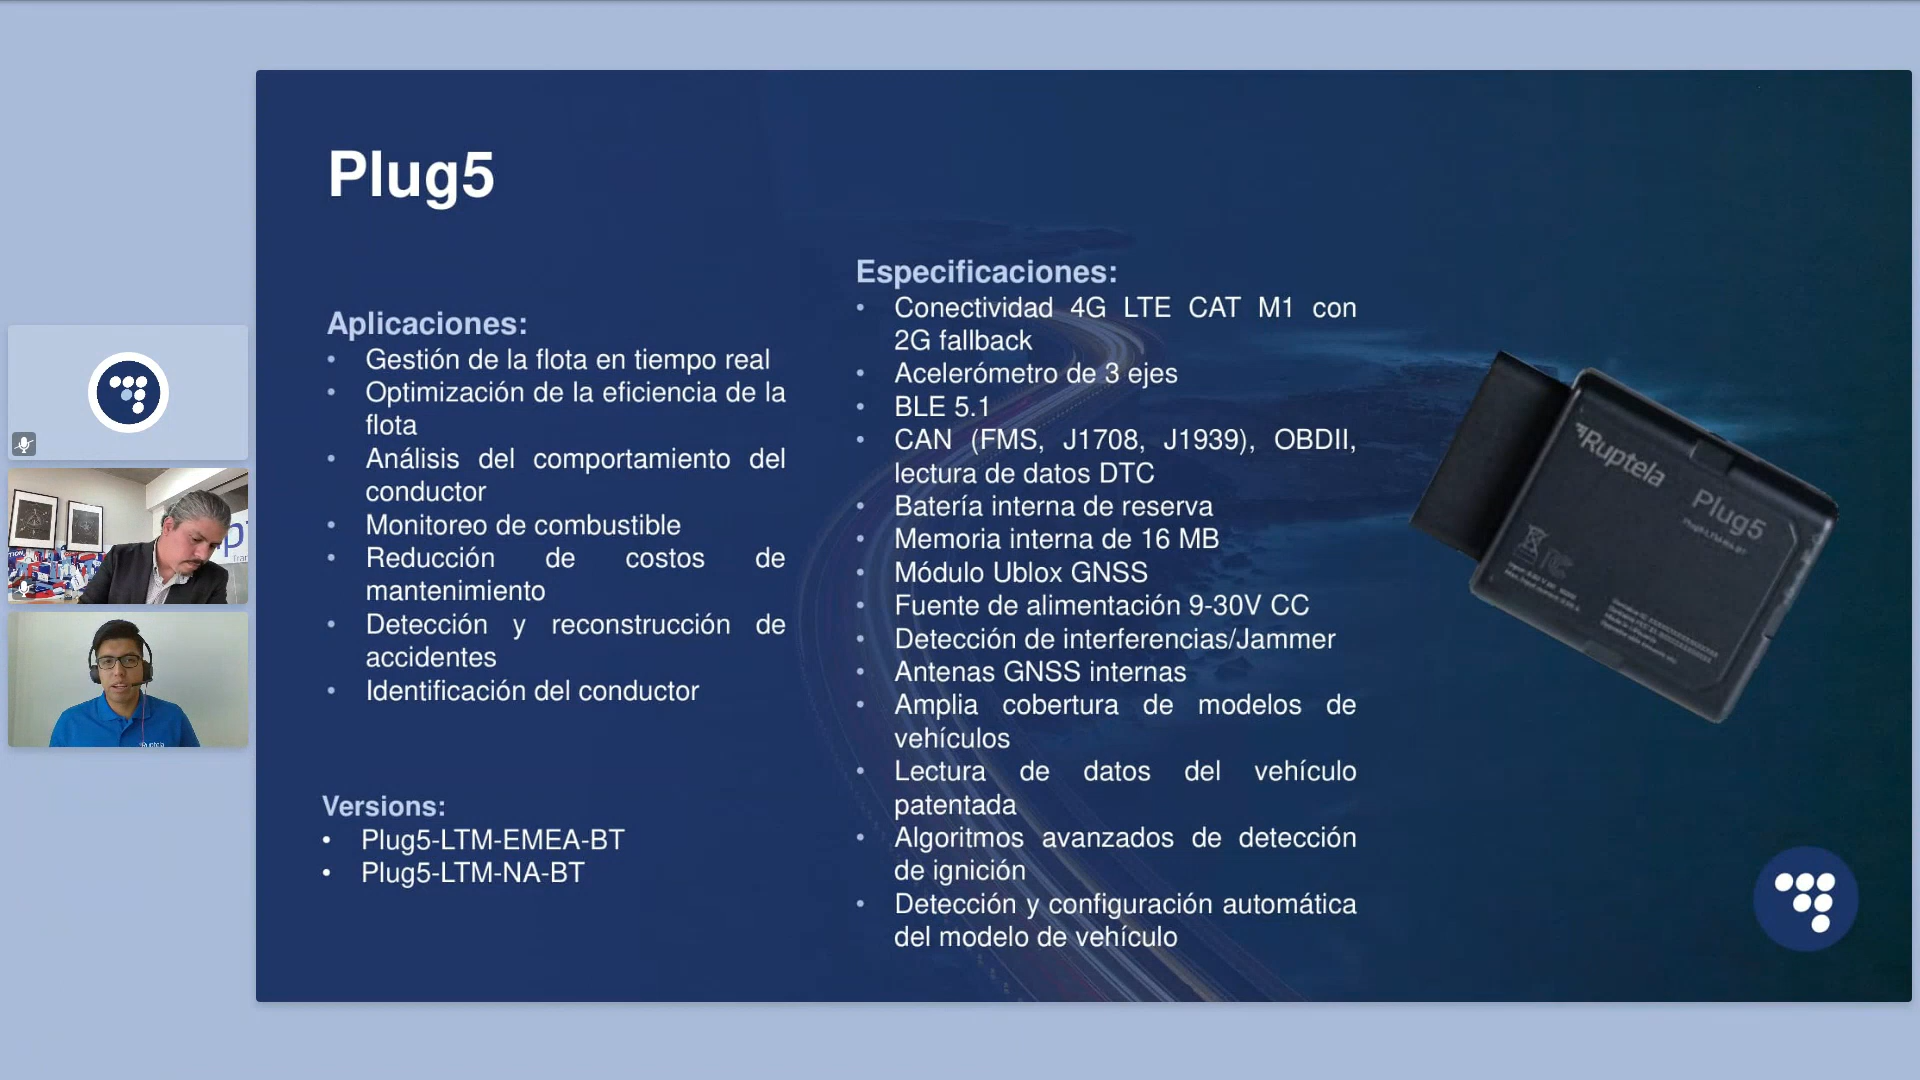 Plug5
Aplicaciones:
• Gestión de la flota en tiempo real
• Optimización de la eficiencia de la
flota
• Análisis del comportamiento del
conductor
• Monitoreo de combustible
• Reducción de costos de
mantenimiento
• Detección y reconstrucción de
accidentes
• Identificación del conductor
Versions:
• Plug5-LTM-EMEA-BT
• Plug5-LTM-NA-BT
Especificaciones:
• Conectividad 4G LTE CAT M1 con
2G fallback
• Acelerómetro de 3 ejes
• BLE 5.1
• CAN (FMS, J1708, J1939), OBDII,
lectura de datos DTC
• Batería interna de reserva
• Memoria interna de 16 MB
• Módulo Ublox GNSS
• Fuente de alimentación 9-30V CC
• Detección de interferencias/Jammer
• Antenas GNSS internas
• Amplia cobertura de modelos de
vehículos
• Lectura de datos del vehículo
patentada
• Algoritmos avanzados de detección
de ignición
• Detección y configuración automática
del modelo de vehículo
Ruptela
Plug5
Plug5-LTM-NA-BT
Ruptela